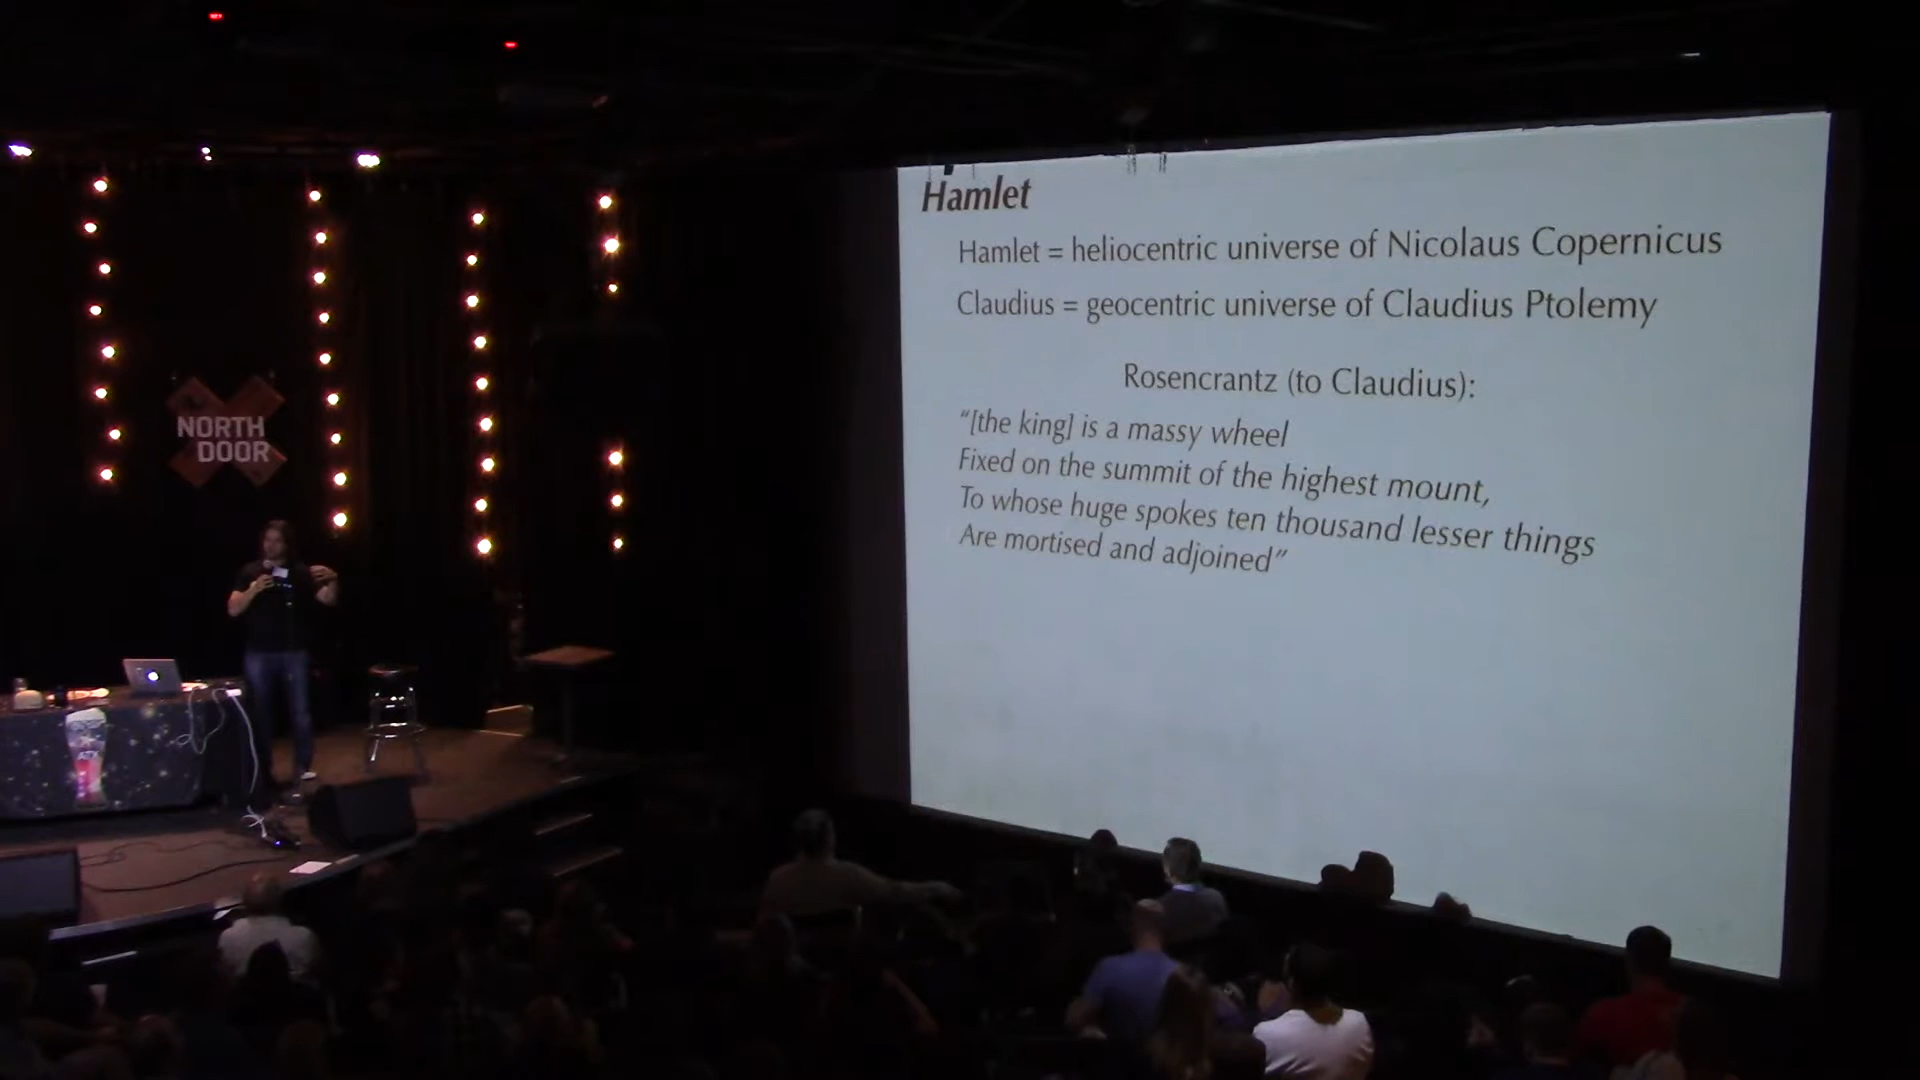 NORTH
DOOR
Hamlet
Hamlet = heliocentric universe of Nicolaus Copernicus
Claudius = geocentric universe of Claudius Ptolemy
Rosencrantz (to Claudius):
“[the king] is a massy wheel
Fixed on the summit of the highest mount,
To whose huge spokes ten thousand lesser things
Are mortised and adjoined”